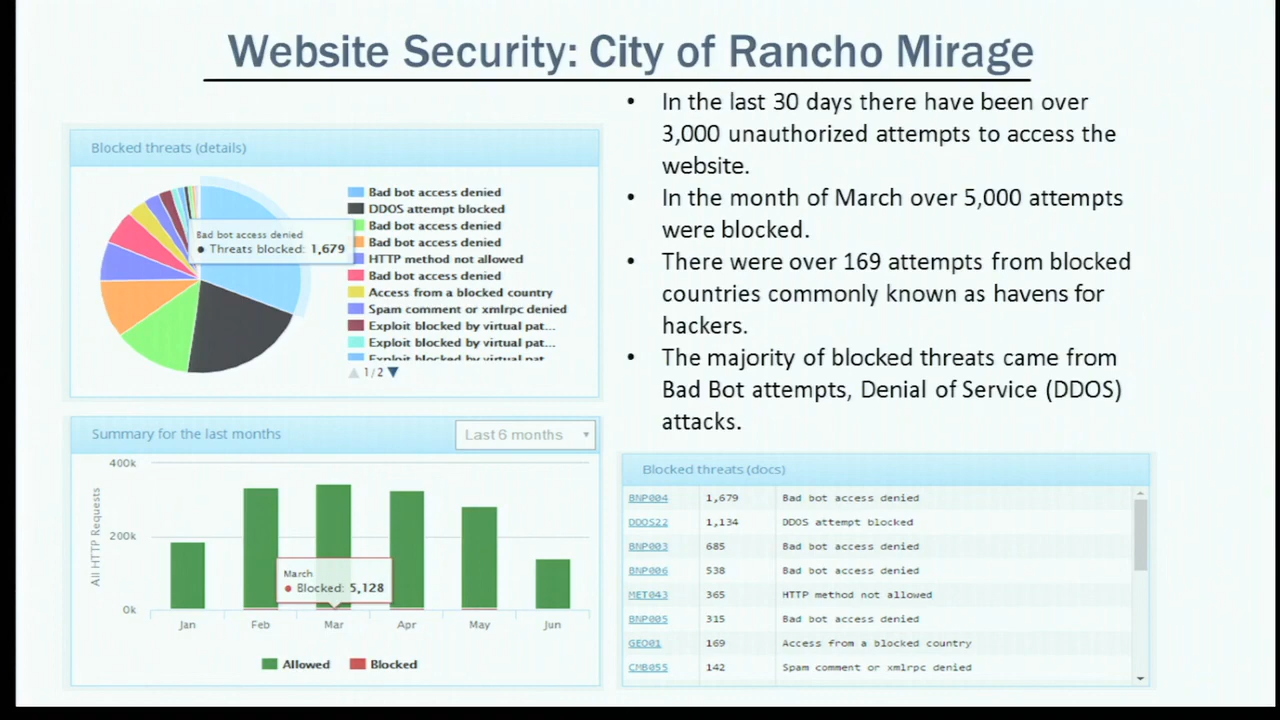 Website Security: City of Rancho Mirage
Blocked threats (details)
Bad bot access denied
Threats blocked: 1,679
Bad bot access denied
DDOS attempt blocked
Bad bot access denied
Bad bot access denied
HTTP method not allowed
Bad bot access denied
Access from a blocked country
Spam comment or xmlrpc denied
Exploit blocked by virtual pat...
Exploit blocked by virtual pat...
Exploit blocked by virtual pat
1/2
• In the last 30 days there have been over
3,000 unauthorized attempts to access the
website.
• In the month of March over 5,000 attempts
were blocked.
• There were over 169 attempts from blocked
countries commonly known as havens for
hackers.
• The majority of blocked threats came from
Bad Bot attempts, Denial of Service (DDOS)
attacks.
Summary for the last months
Last 6 months
All HTTP Requests
400k
200k
0k
March
Blocked: 5,128
Jan Feb Mar Apr May Jun
Allowed Blocked
Blocked threats (docs)
BNP004 1,679 Bad bot access denied
DDOS22 1,134 DDOS attempt blocked
BNP003 685 Bad bot access denied
BNP006 538 Bad bot access denied
MET043 365 HTTP method not allowed
BNP005 315 Bad bot access denied
GEO01 169 Access from a blocked country
CMB055 142 Spam comment or xmlrpc denied